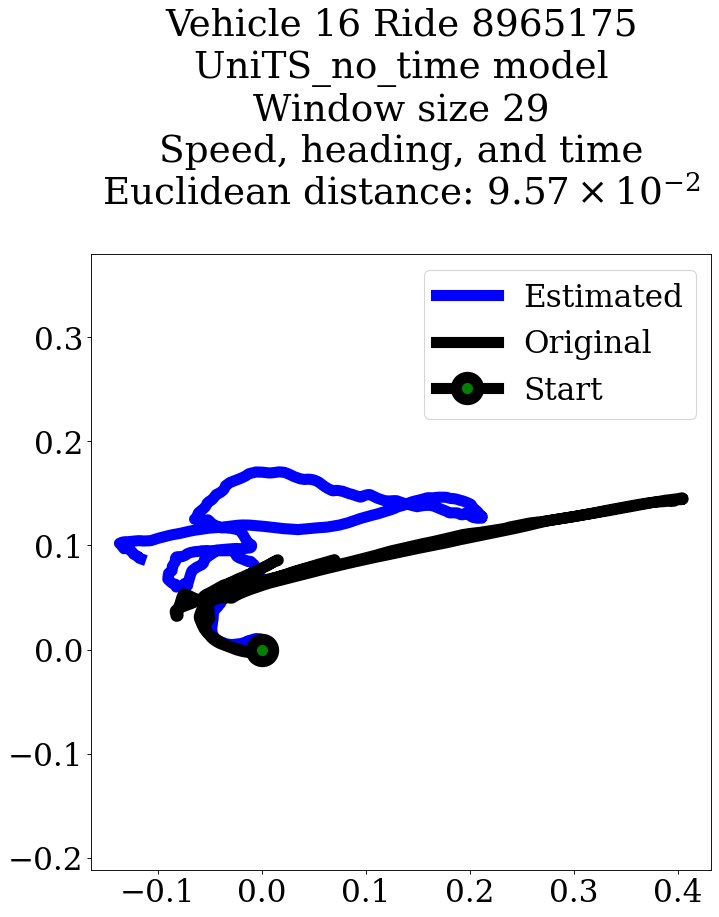 Vehicle 16 Ride 8965175
UniTS_no_time model
Window size 29
Speed, heading, and time
Euclidean distance: 9.57 × 10⁻²
Estimated
Original
Start
0.3
0.2
0.1
0.0
−0.1
−0.2
−0.1 0.0 0.1 0.2 0.3 0.4